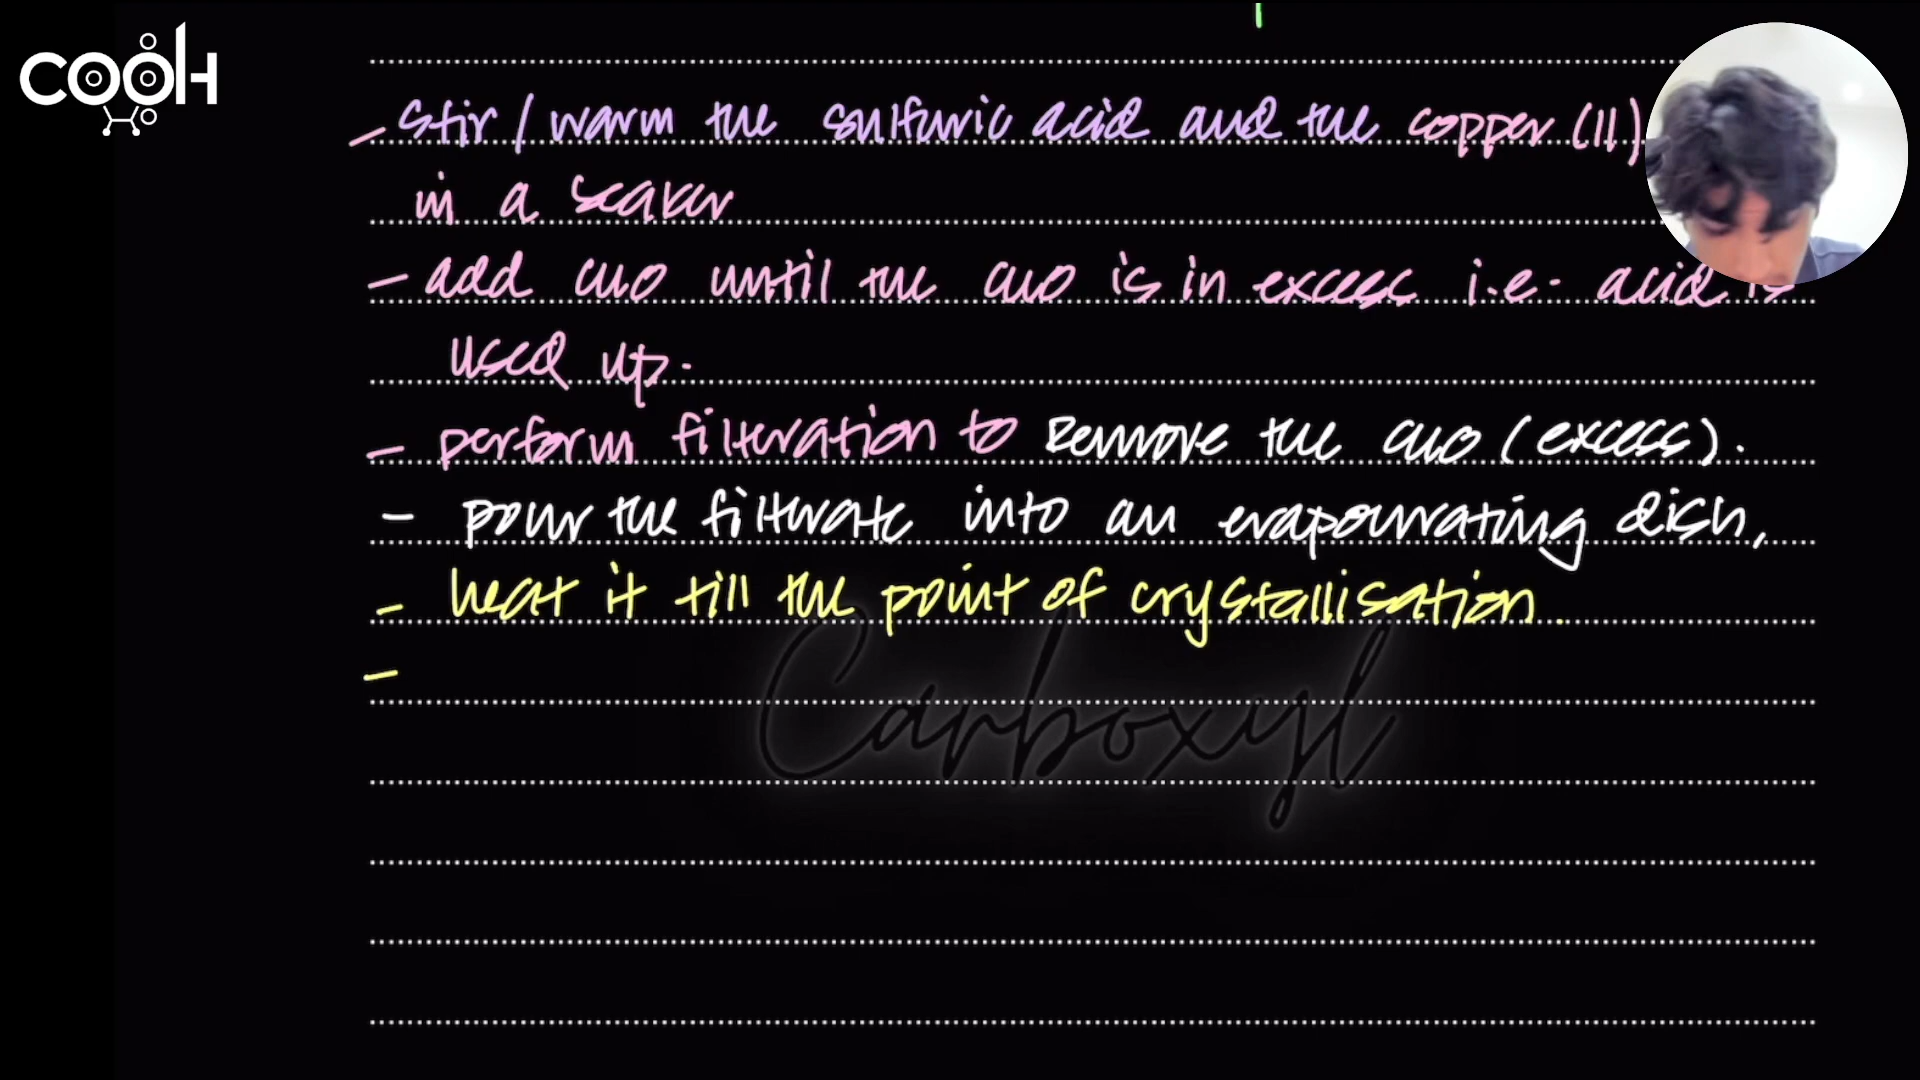 COOH
- Stir / warm the sulfuric acid and the copper (II)
in a beaker
- add CuO until the CuO is in excess i.e. acid is
used up.
- perform filteration to Remove the CuO (excess).
- pour the filterate into an evapourating dish,
- heat it till the point of crystallisation.
-
Carboxyl